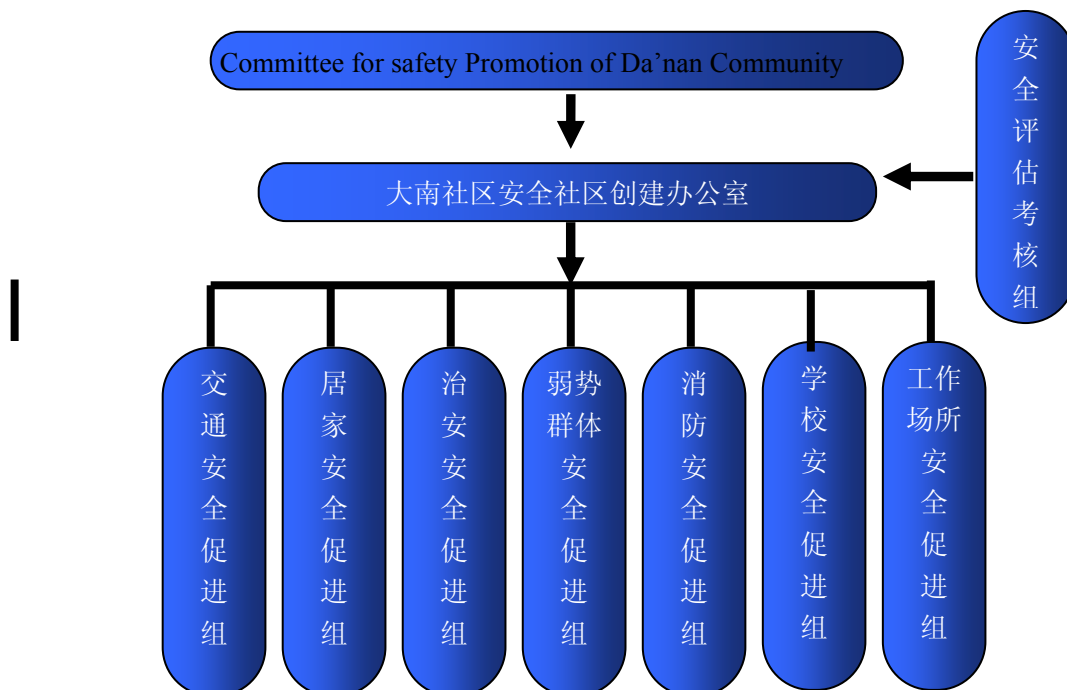 Committee for safety Promotion of Da’nan Community
安全评估考核组
大南社区安全社区创建办公室
交通安全促进组
居家安全促进组
治安安全促进组
弱势群体安全促进组
消防安全促进组
学校安全促进组
工作场所安全促进组